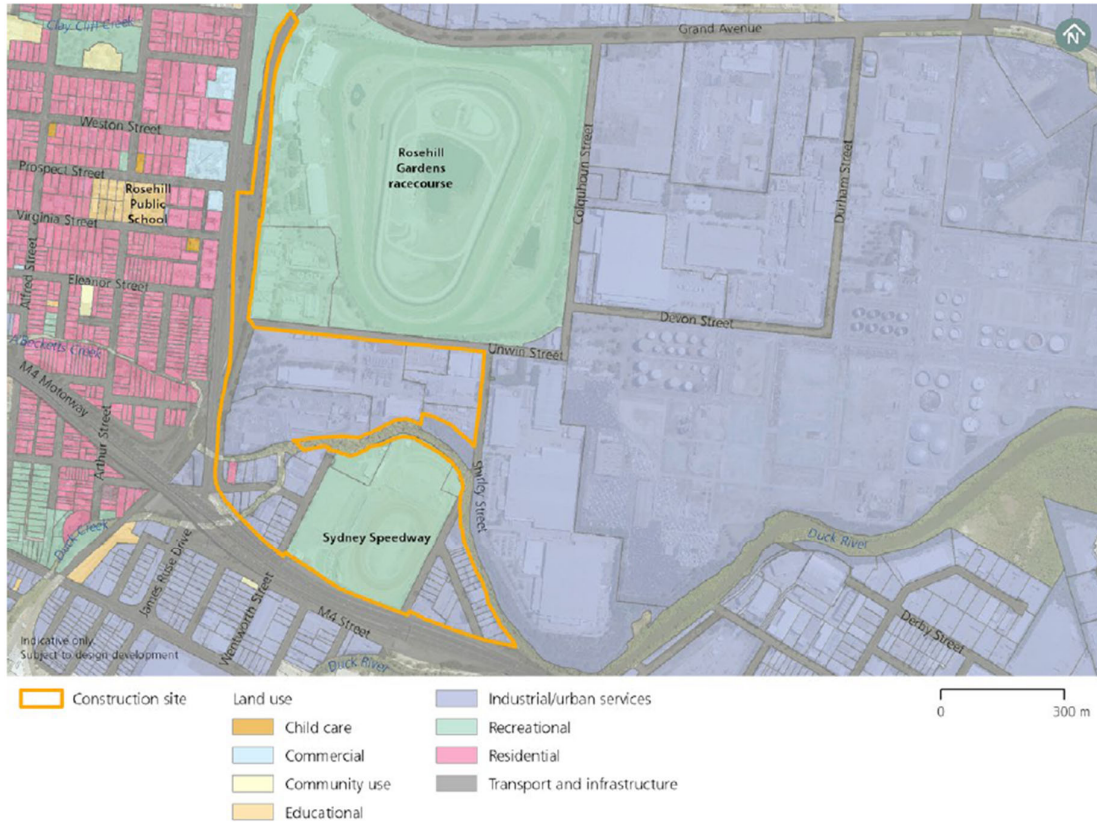 Clay Cliff Creek
Grand Avenue
N
Weston Street
Prospect Street
Rosehill
Public
School
Virginia Street
Alfred Street
Eleanor Street
Rosehill
Gardens
racecourse
Colquhoun Street
Durham Street
Devon Street
Unwin Street
A'Becketts Creek
M4 Motorway
Arthur Street
Shirley Street
Sydney Speedway
Duck Creek
James Ruse Drive
Wentworth Street
M4 Street
Duck River
Duck River
Derby Street
Indicative only.
Subject to design development
Construction site
Land use
Child care
Commercial
Community use
Educational
Industrial/urban services
Recreational
Residential
Transport and infrastructure
0 300 m